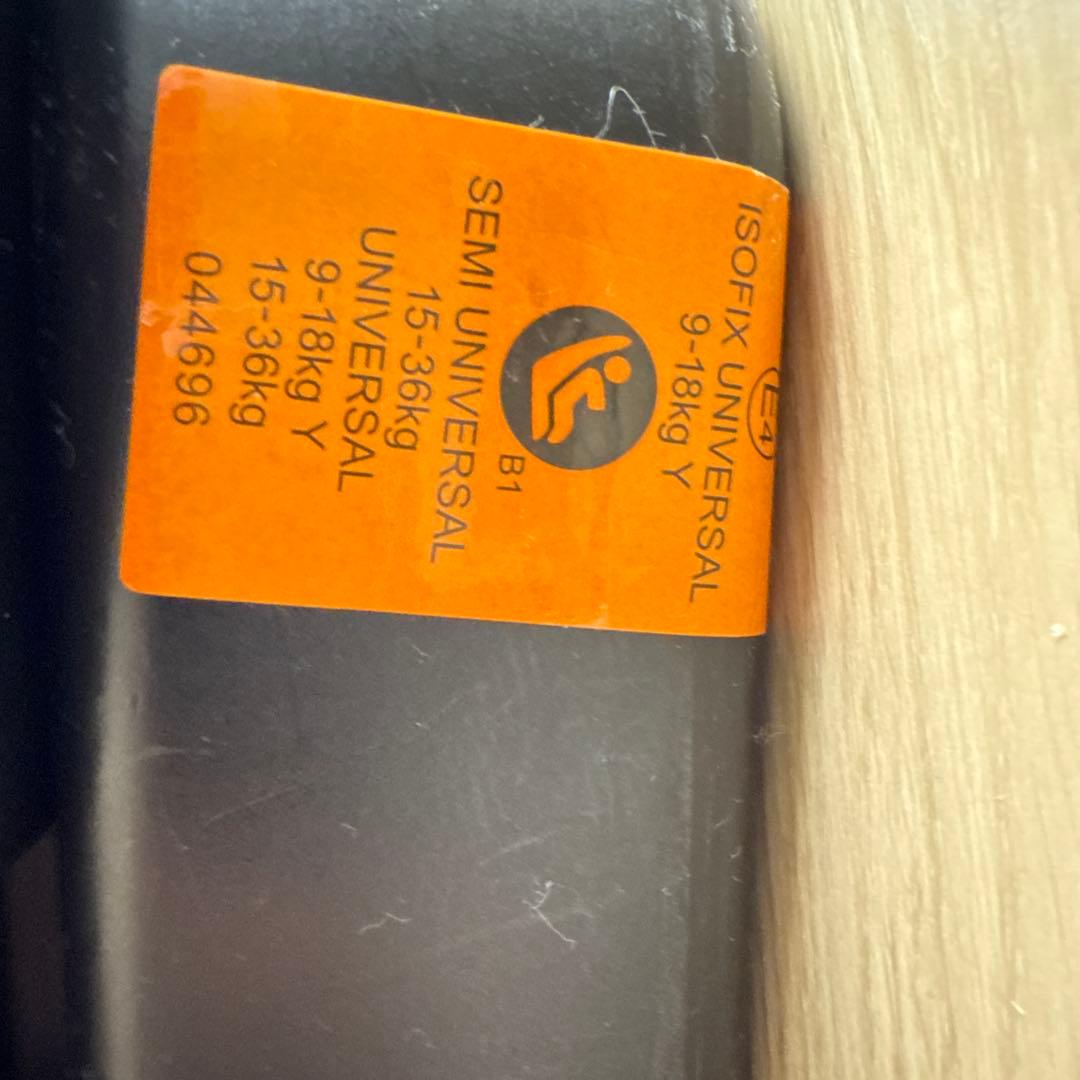 E4
ISOFIX UNIVERSAL
9-18kg Y
B1
SEMI UNIVERSAL
15-36kg
UNIVERSAL
9-18kg Y
15-36kg
044696